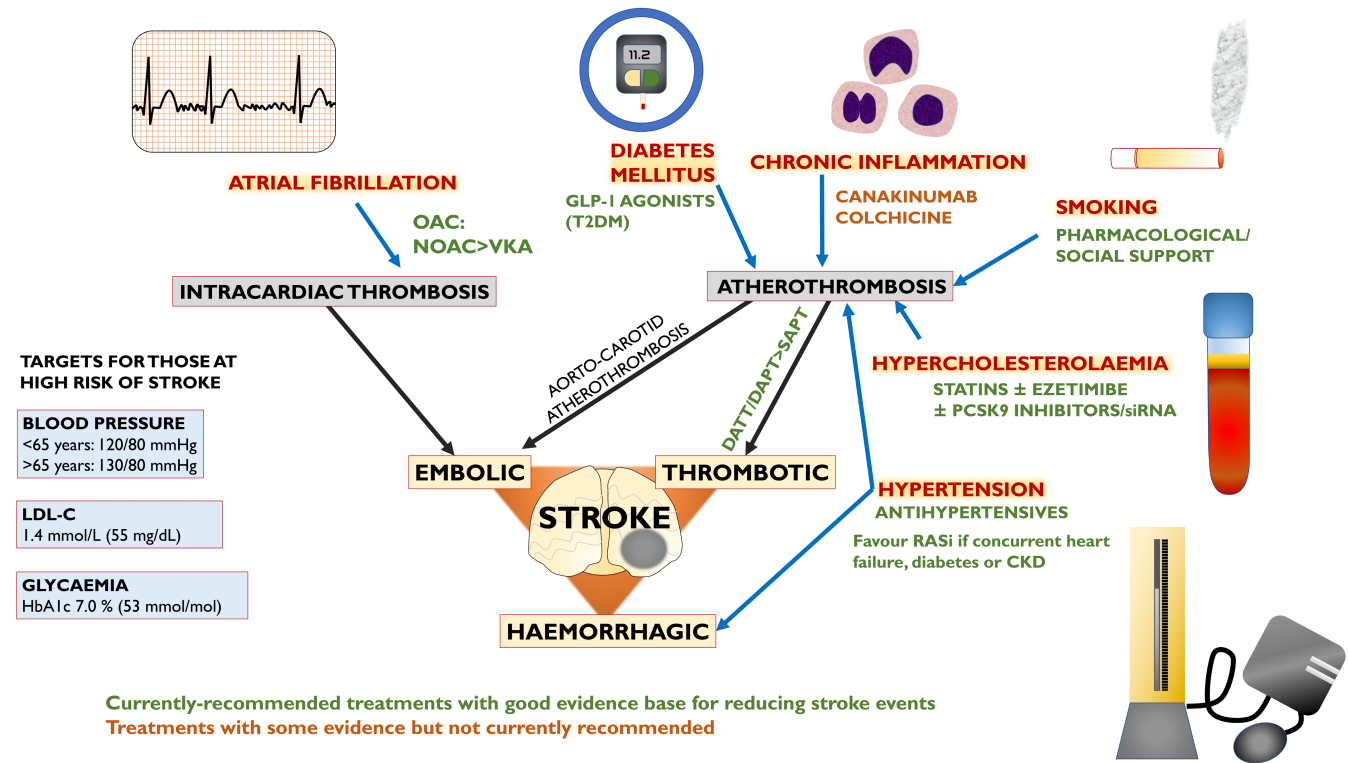 11.2
DIABETES
MELLITUS
GLP-1 AGONISTS
(T2DM)
CHRONIC INFLAMMATION
CANAKINUMAB
COLCHICINE
ATRIAL FIBRILLATION
OAC:
NOAC>VKA
SMOKING
PHARMACOLOGICAL/
SOCIAL SUPPORT
INTRACARDIAC THROMBOSIS
ATHEROTHROMBOSIS
AORTO-CAROTID
ATHEROTHROMBOSIS
DATT/DAPT>SAPT
HYPERCHOLESTEROLAEMIA
STATINS ± EZETIMIBE
± PCSK9 INHIBITORS/siRNA
TARGETS FOR THOSE AT
HIGH RISK OF STROKE
BLOOD PRESSURE
<65 years: 120/80 mmHg
>65 years: 130/80 mmHg
LDL-C
1.4 mmol/L (55 mg/dL)
GLYCAEMIA
HbA1c 7.0 % (53 mmol/mol)
EMBOLIC
THROMBOTIC
STROKE
HAEMORRHAGIC
HYPERTENSION
ANTIHYPERTENSIVES
Favour RASi if concurrent heart
failure, diabetes or CKD
Currently-recommended treatments with good evidence base for reducing stroke events
Treatments with some evidence but not currently recommended